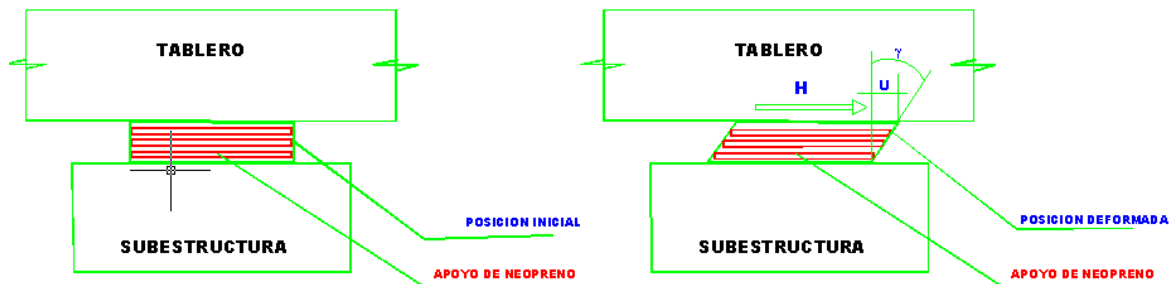 TABLERO
POSICION INICIAL
SUBESTRUCTURA
APOYO DE NEOPRENO
TABLERO
γ
U
H
POSICION DEFORMADA
SUBESTRUCTURA
APOYO DE NEOPRENO